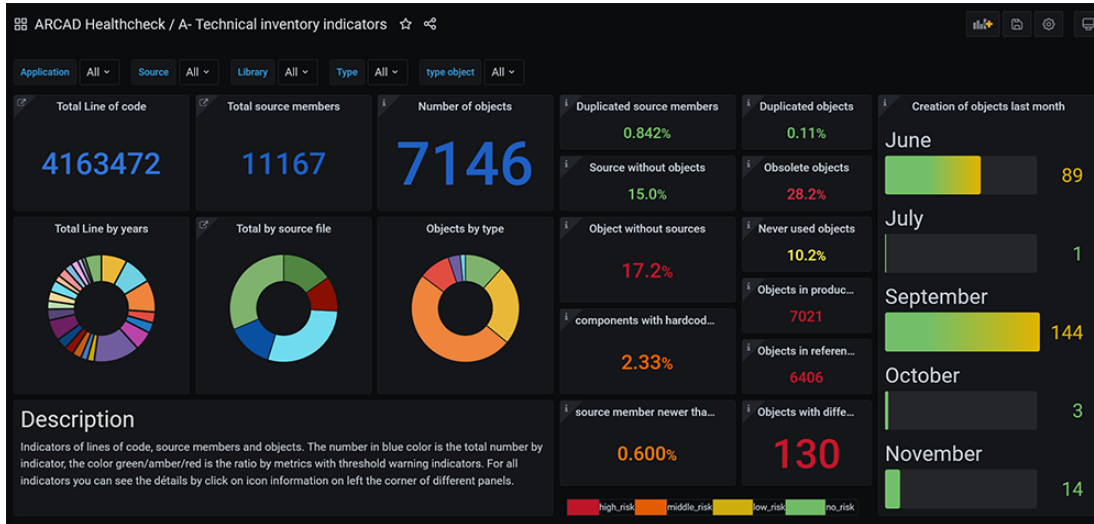 ARCAD Healthcheck / A- Technical inventory indicators
Application All Source All Library All Type All type object All
Total Line of code
4163472
Total source members
11167
Number of objects
7146
Duplicated source members
0.842%
Duplicated objects
0.11%
Source without objects
15.0%
Obsolete objects
28.2%
Total Line by years
Total by source file
Objects by type
Object without sources
17.2%
Never used objects
10.2%
Objects in produc...
7021
components with hardcod...
2.33%
Objects in referen...
6406
source member newer tha...
0.600%
Objects with diffe...
130
high_risk middle_risk low_risk no_risk
Creation of objects last month
June
89
July
1
September
144
October
3
November
14
Description
Indicators of lines of code, source members and objects. The number in blue color is the total number by
indicator, the color green/amber/red is the ratio by metrics with threshold warning indicators. For all
indicators you can see the détails by click on icon information on left the corner of different panels.